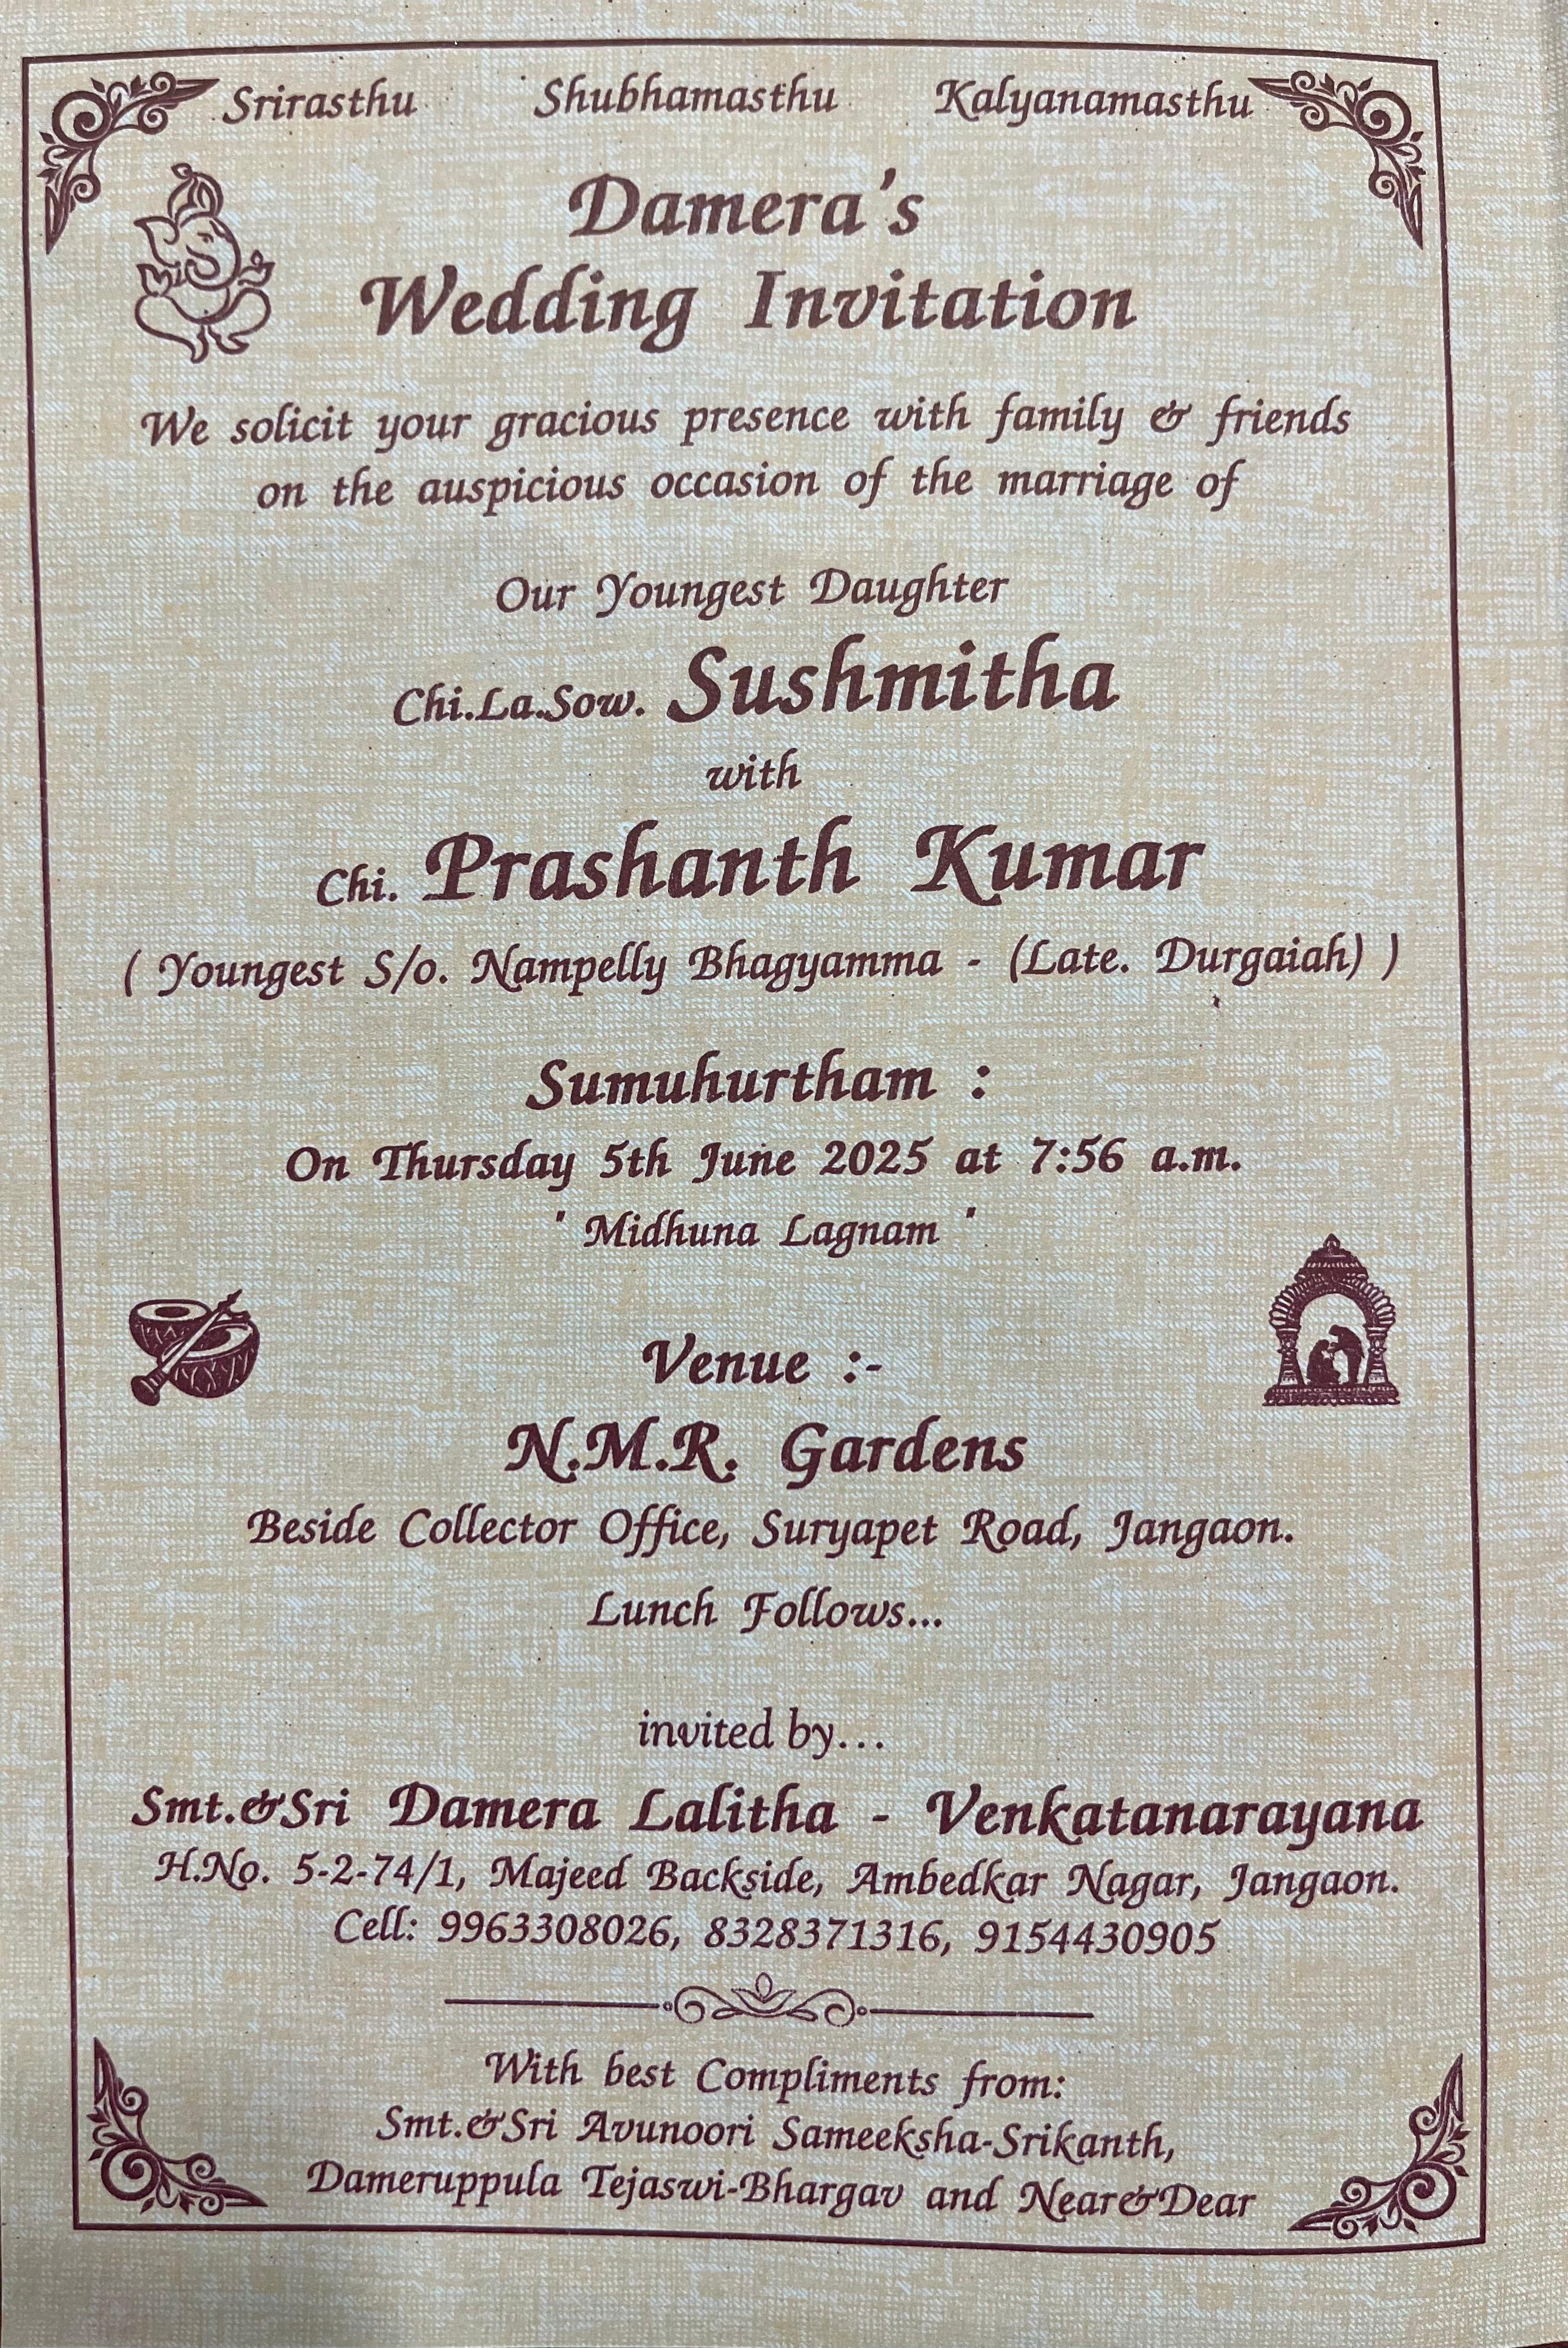 Srirasthu Shubhamasthu Kalyanamasthu
Damera's
Wedding Invitation
We solicit your gracious presence with family & friends
on the auspicious occasion of the marriage of
Our Youngest Daughter
Chi.La.Sow. Sushmitha
with
Chi. Prashanth Kumar
( Youngest S/o. Nampelly Bhagyamma - (Late. Durgaiah) )
Sumuhurtham :
On Thursday 5th June 2025 at 7:56 a.m.
" Midhuna Lagnam "
Venue :-
N.M.R. Gardens
Beside Collector Office, Suryapet Road, Jangaon.
Lunch Follows...
invited by...
Smt.&Sri Damera Lalitha - Venkatanarayana
H.No. 5-2-74/1, Majeed Backside, Ambedkar Nagar, Jangaon.
Cell: 9963308026, 8328371316, 9154430905
With best Compliments from:
Smt.&Sri Avunoori Sameeksha-Srikanth,
Dameruppula Tejaswi-Bhargav and Near&Dear